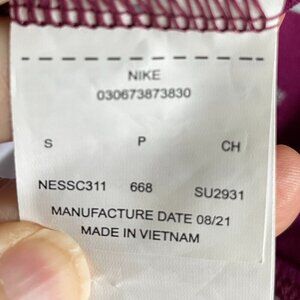 NIKE
030673873830
S P CH
NESSC311 668 SU2931
MANUFACTURE DATE 08/21
MADE IN VIETNAM